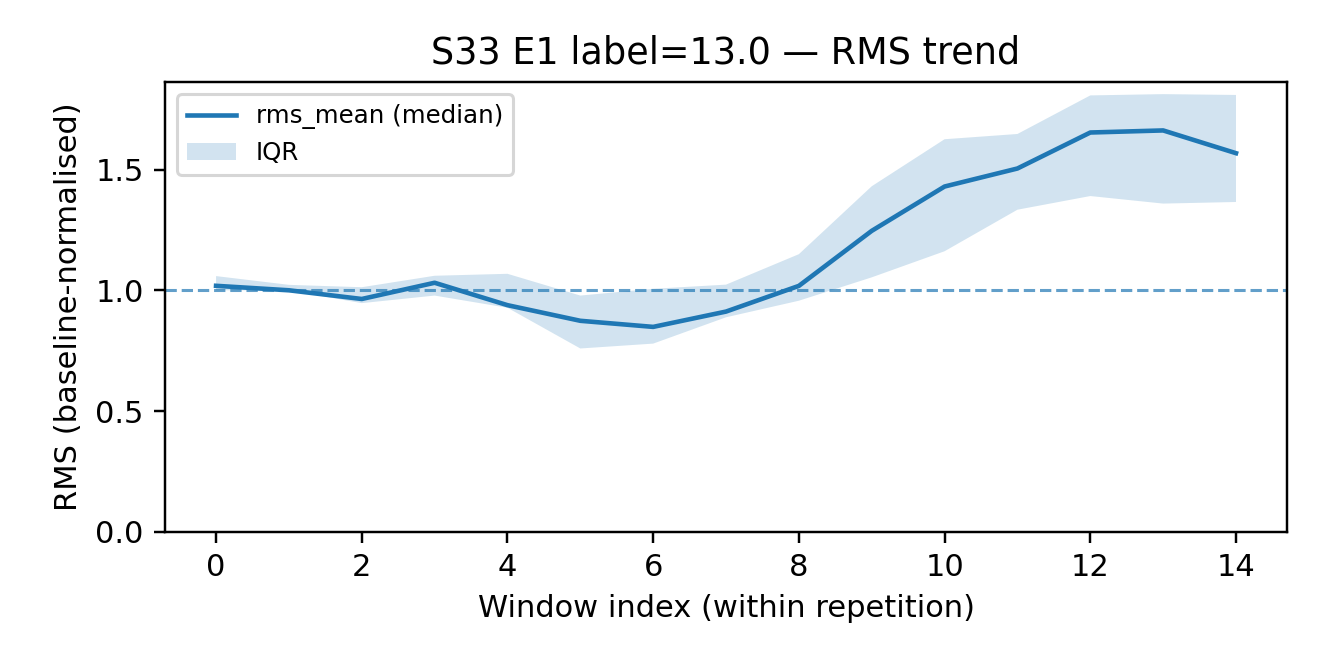 S33 E1 label=13.0 — RMS trend
rms_mean (median)
IQR
RMS (baseline-normalised)
1.5
1.0
0.5
0.0
0 2 4 6 8 10 12 14
Window index (within repetition)